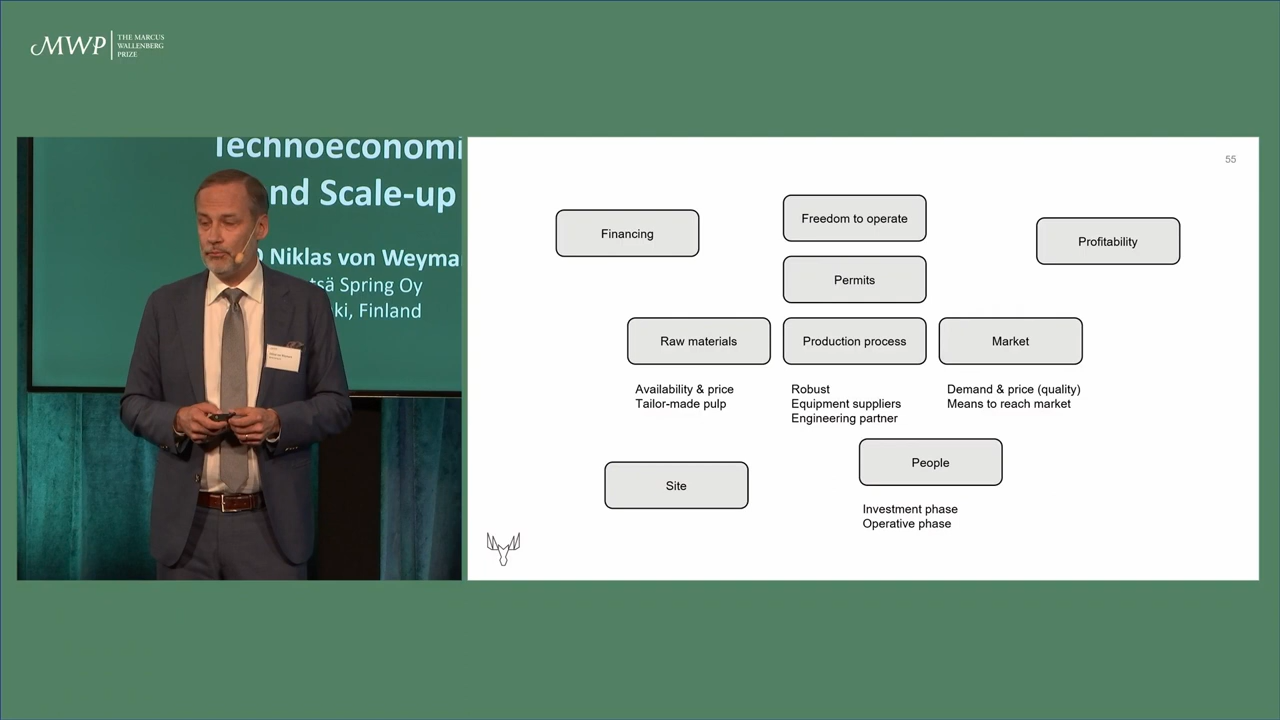 MWP
THE MARCUS
WALLENBERG
PRIZE
Technoeconomi
nd Scale-up
Niklas von Weyma
tsä Spring Oy
ki, Finland
55
Financing
Freedom to operate
Profitability
Permits
Raw materials
Production process
Market
Availability & price
Tailor-made pulp
Robust
Equipment suppliers
Engineering partner
Demand & price (quality)
Means to reach market
People
Site
Investment phase
Operative phase